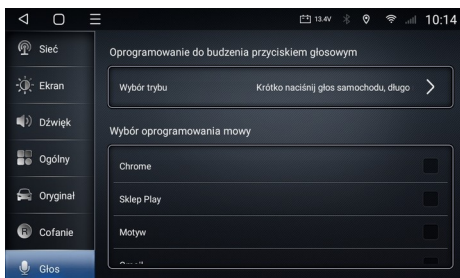 13.4V 10:14
Sieć
Ekran
Dźwięk
Ogólny
Oryginał
Cofanie
Głos
Oprogramowanie do budzenia przyciskiem głosowym
Wybór trybu Krótko naciśnij głos samochodu, długo
Wybór oprogramowania mowy
Chrome
Sklep Play
Motyw